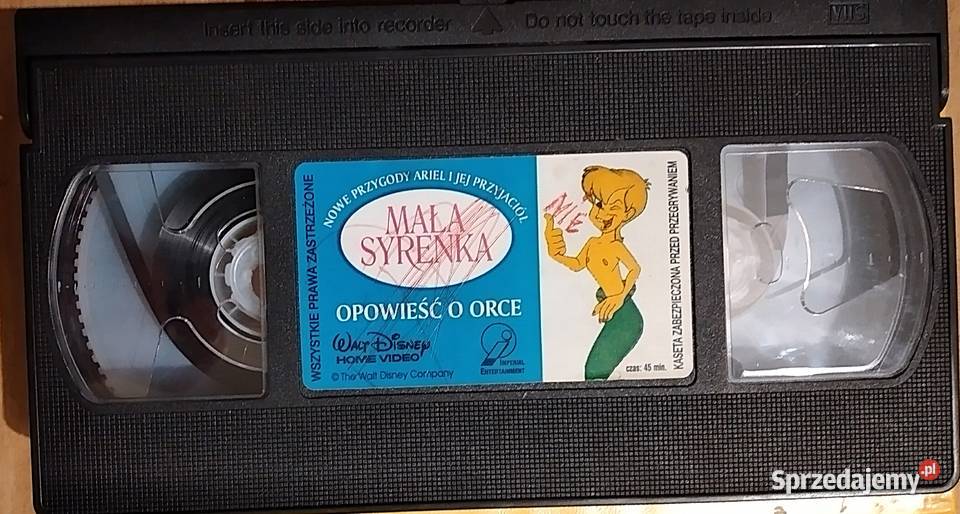 Insert this side into recorder
Do not touch the tape inside
VHS
WSZYSTKIE PRAWA ZASTRZEŻONE
NOWE PRZYGODY ARIEL I JEJ PRZYJACIÓŁ
MAŁA
SYRENKA
OPOWIEŚĆ O ORCE
WALT DISNEY
HOME VIDEO
© The Walt Disney Company
IMPERIAL
ENTERTAINMENT
NIE
czas: 45 min.
KASETA ZABEZPIECZONA PRZED PRZEGRYWANIEM
Sprzedajemy.pl